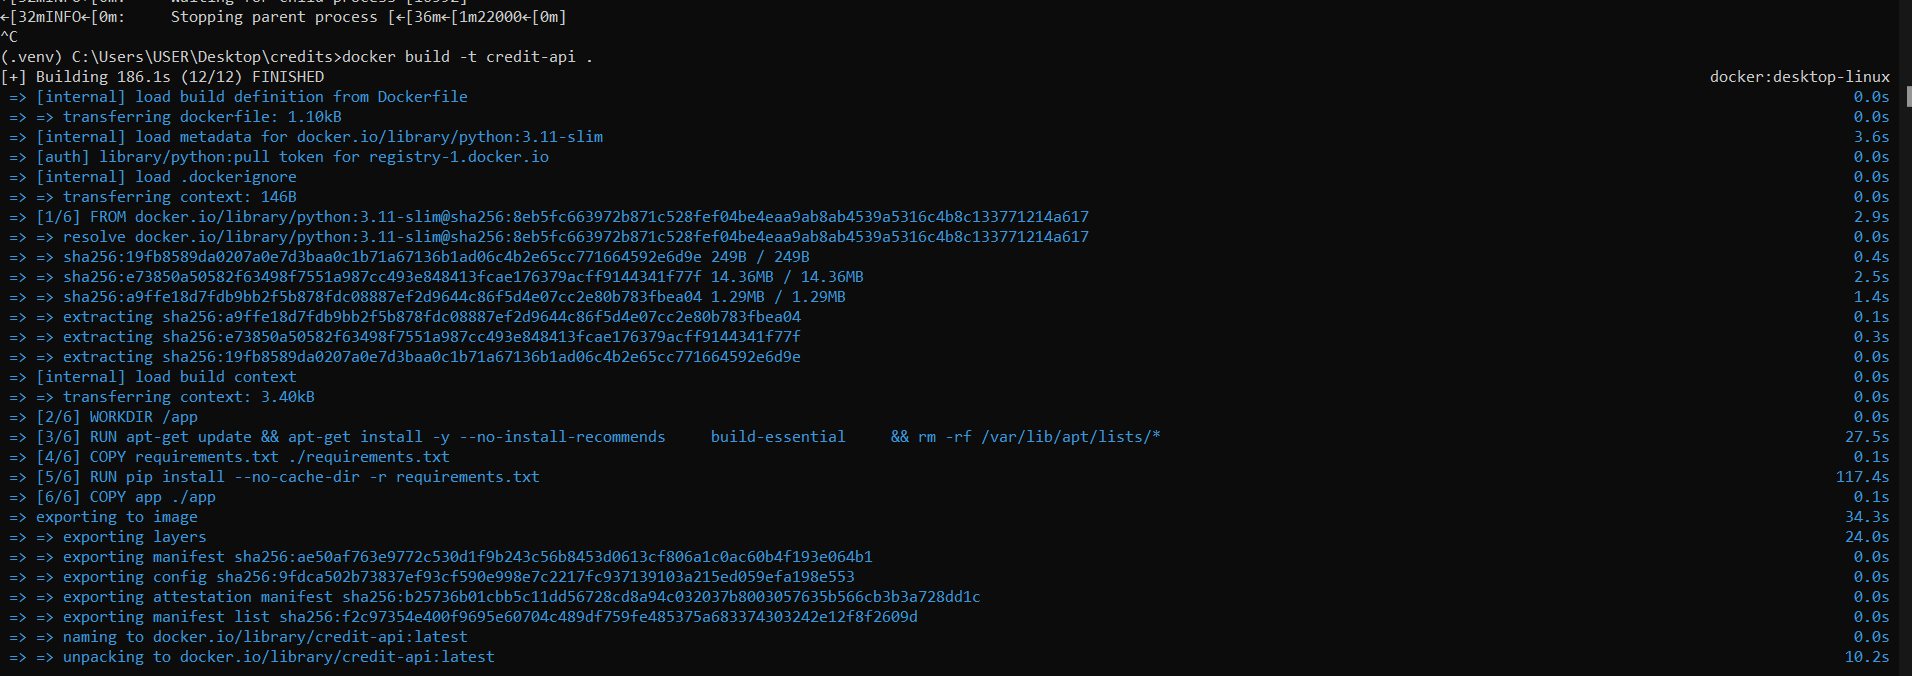 ←[32mINFO←[0m:     Waiting for child process [16992]
←[32mINFO←[0m:     Stopping parent process [←[36m←[1m22000←[0m]
^C
(.venv) C:\Users\USER\Desktop\credits>docker build -t credit-api .
[+] Building 186.1s (12/12) FINISHED docker:desktop-linux
=> [internal] load build definition from Dockerfile 0.0s
=> => transferring dockerfile: 1.10kB 0.0s
=> [internal] load metadata for docker.io/library/python:3.11-slim 3.6s
=> [auth] library/python:pull token for registry-1.docker.io 0.0s
=> [internal] load .dockerignore 0.0s
=> => transferring context: 146B 0.0s
=> [1/6] FROM docker.io/library/python:3.11-slim@sha256:8eb5fc663972b871c528fef04be4eaa9ab8ab4539a5316c4b8c133771214a617 2.9s
=> => resolve docker.io/library/python:3.11-slim@sha256:8eb5fc663972b871c528fef04be4eaa9ab8ab4539a5316c4b8c133771214a617 0.0s
=> => sha256:19fb8589da0207a0e7d3baa0c1b71a67136b1ad06c4b2e65cc771664592e6d9e 249B / 249B 0.4s
=> => sha256:e73850a50582f63498f7551a987cc493e848413fcae176379acff9144341f77f 14.36MB / 14.36MB 2.5s
=> => sha256:a9ffe18d7fdb9bb2f5b878fdc08887ef2d9644c86f5d4e07cc2e80b783fbea04 1.29MB / 1.29MB 1.4s
=> => extracting sha256:a9ffe18d7fdb9bb2f5b878fdc08887ef2d9644c86f5d4e07cc2e80b783fbea04 0.1s
=> => extracting sha256:e73850a50582f63498f7551a987cc493e848413fcae176379acff9144341f77f 0.3s
=> => extracting sha256:19fb8589da0207a0e7d3baa0c1b71a67136b1ad06c4b2e65cc771664592e6d9e 0.0s
=> [internal] load build context 0.0s
=> => transferring context: 3.40kB 0.0s
=> [2/6] WORKDIR /app 0.0s
=> [3/6] RUN apt-get update && apt-get install -y --no-install-recommends     build-essential     && rm -rf /var/lib/apt/lists/* 27.5s
=> [4/6] COPY requirements.txt ./requirements.txt 0.1s
=> [5/6] RUN pip install --no-cache-dir -r requirements.txt 117.4s
=> [6/6] COPY app ./app 0.1s
=> exporting to image 34.3s
=> => exporting layers 24.0s
=> => exporting manifest sha256:ae50af763e9772c530d1f9b243c56b8453d0613cf806a1c0ac60b4f193e064b1 0.0s
=> => exporting config sha256:9fdca502b73837ef93cf590e998e7c2217fc937139103a215ed059efa198e553 0.0s
=> => exporting attestation manifest sha256:b25736b01cbb5c11dd56728cd8a94c032037b8003057635b566cb3b3a728dd1c 0.0s
=> => exporting manifest list sha256:f2c97354e400f9695e60704c489df759fe485375a683374303242e12f8f2609d 0.0s
=> => naming to docker.io/library/credit-api:latest 0.0s
=> => unpacking to docker.io/library/credit-api:latest 10.2s